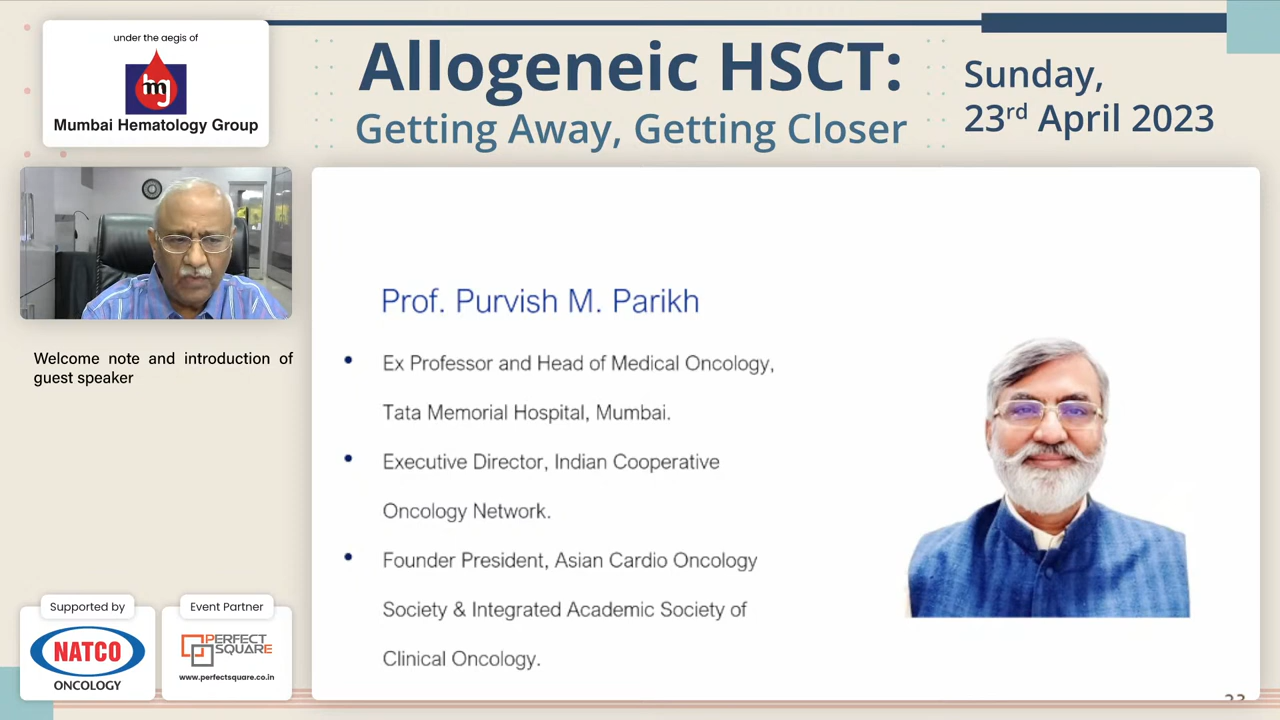 under the aegis of
mg
Mumbai Hematology Group
Allogeneic HSCT:
Getting Away, Getting Closer
Sunday,
23rd April 2023
Welcome note and introduction of
guest speaker
Prof. Purvish M. Parikh
• Ex Professor and Head of Medical Oncology,
Tata Memorial Hospital, Mumbai.
• Executive Director, Indian Cooperative
Oncology Network.
• Founder President, Asian Cardio Oncology
Society & Integrated Academic Society of
Clinical Oncology.
Supported by
NATCO
ONCOLOGY
Event Partner
PERFECT
SQUARE
www.perfectsquare.co.in